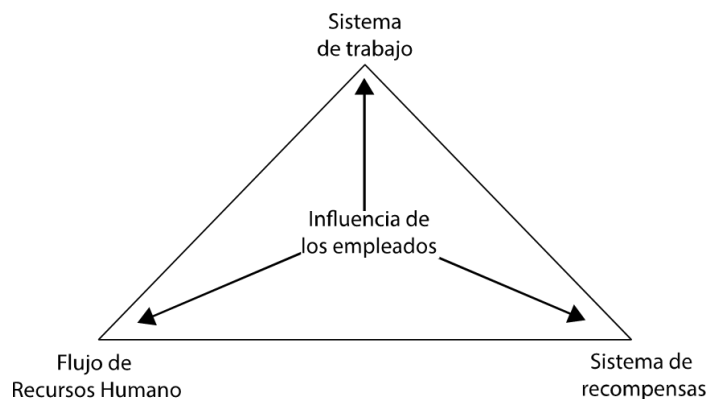 Sistema
de trabajo
Influencia de
los empleados
Flujo de
Recursos Humano
Sistema de
recompensas